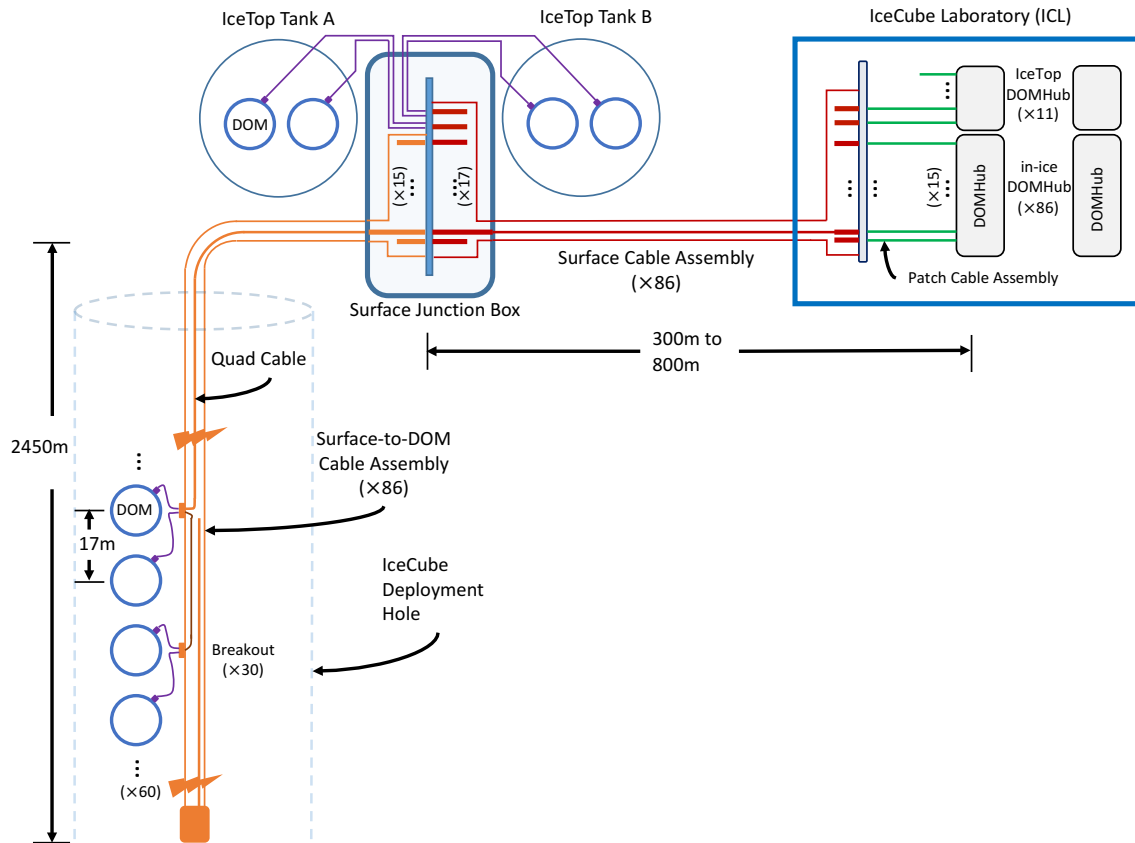 IceTop Tank A
IceTop Tank B
IceCube Laboratory (ICL)
DOM
IceTop
DOMHub
(×11)
(×15)
(×17)
(×15)
DOMHub
in-ice
DOMHub
(×86)
DOMHub
Surface Cable Assembly
(×86)
Patch Cable Assembly
Surface Junction Box
300m to
800m
Quad Cable
2450m
Surface-to-DOM
Cable Assembly
(×86)
DOM
17m
IceCube
Deployment
Hole
Breakout
(×30)
(×60)